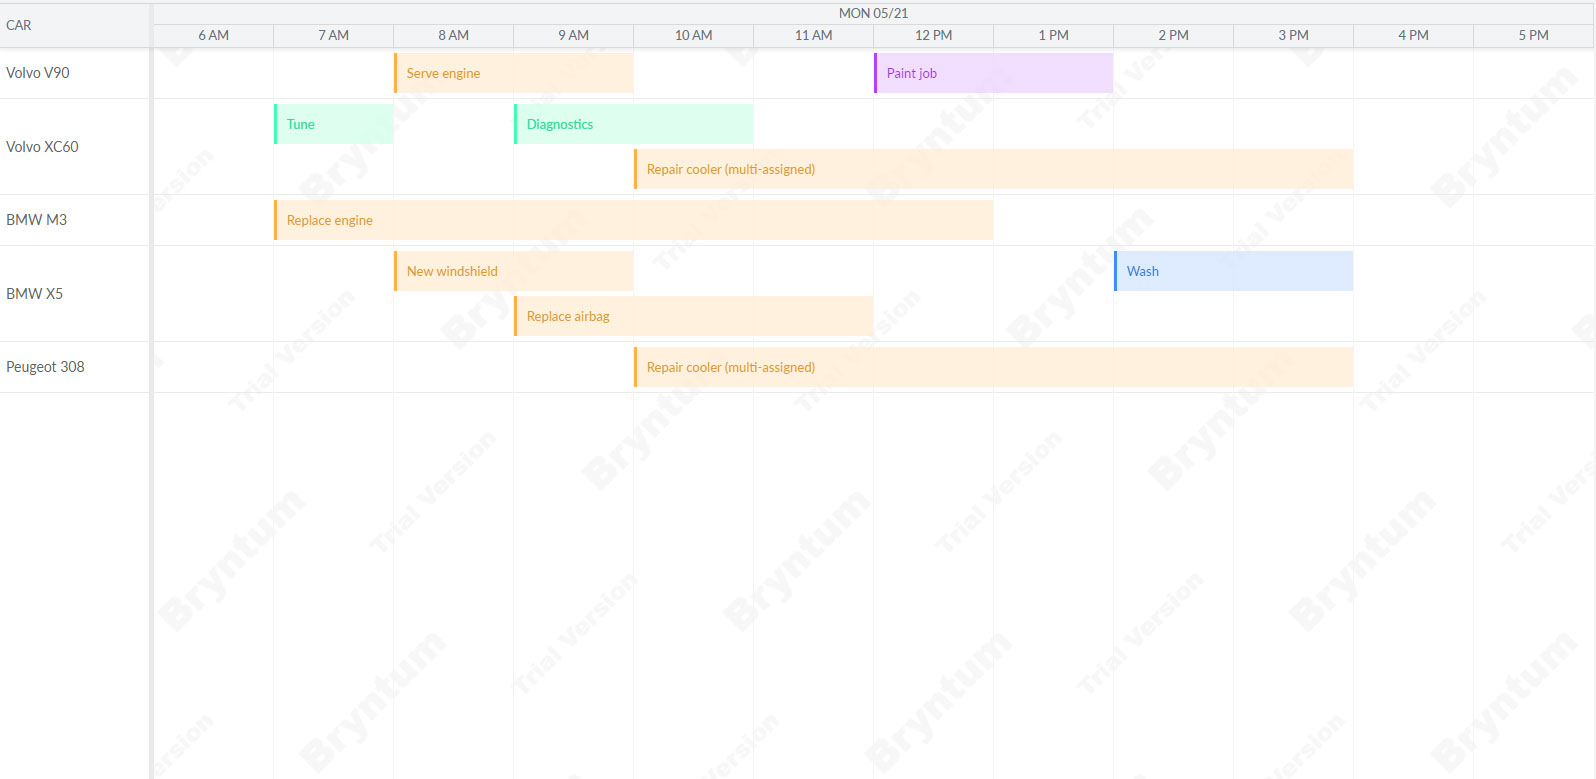 CAR
MON 05/21
6 AM 7 AM 8 AM 9 AM 10 AM 11 AM 12 PM 1 PM 2 PM 3 PM 4 PM 5 PM
Volvo V90
Serve engine
Paint job
Volvo XC60
Tune
Diagnostics
Repair cooler (multi-assigned)
BMW M3
Replace engine
BMW X5
New windshield
Wash
Replace airbag
Peugeot 308
Repair cooler (multi-assigned)
Bryntum
Trial Version